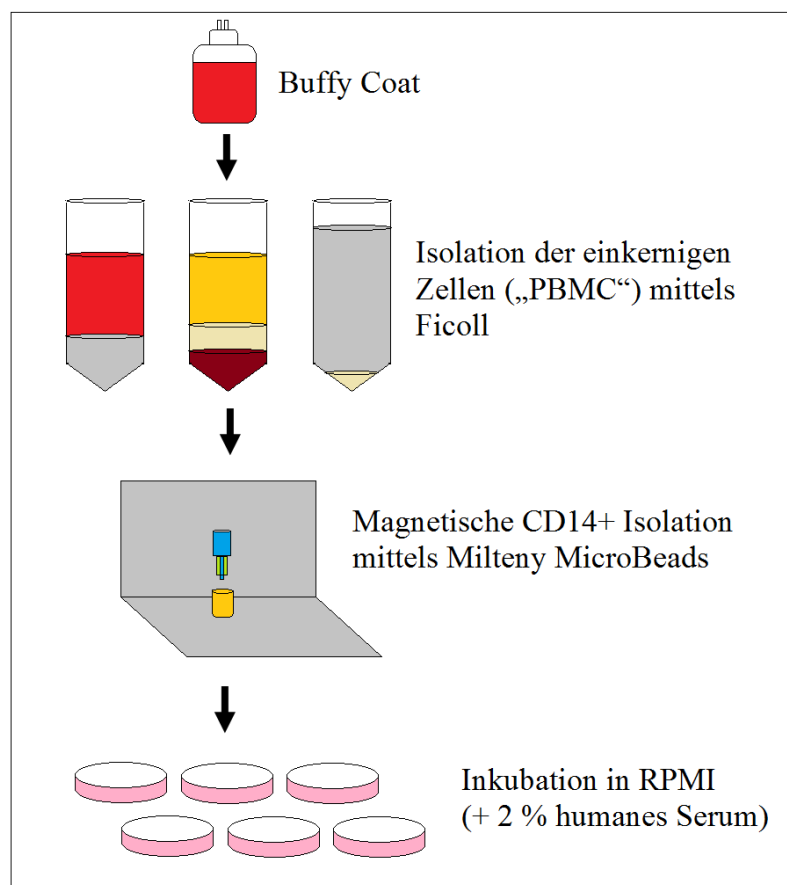 Buffy Coat
Isolation der einkernigen
Zellen („PBMC“) mittels
Ficoll
Magnetische CD14+ Isolation
mittels Milteny MicroBeads
Inkubation in RPMI
(+ 2 % humanes Serum)